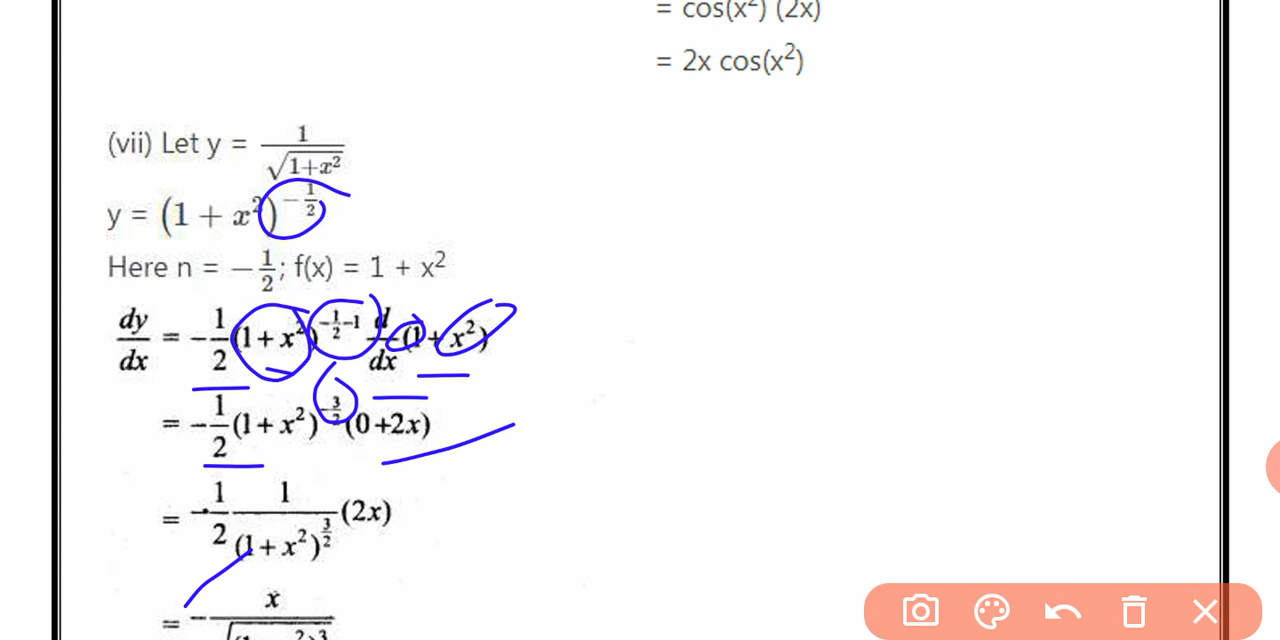 = cos(x²) (2x)
= 2x cos(x²)
(vii) Let y = 1/√(1+x²)
y = (1 + x²)^(-1/2)
Here n = -1/2; f(x) = 1 + x²
dy/dx = -1/2(1 + x²)^(-1/2-1) d/dx(1 + x²)
= -1/2(1 + x²)^(-3/2)(0+2x)
= -1/2 1/(1 + x²)^(3/2) (2x)
= - x